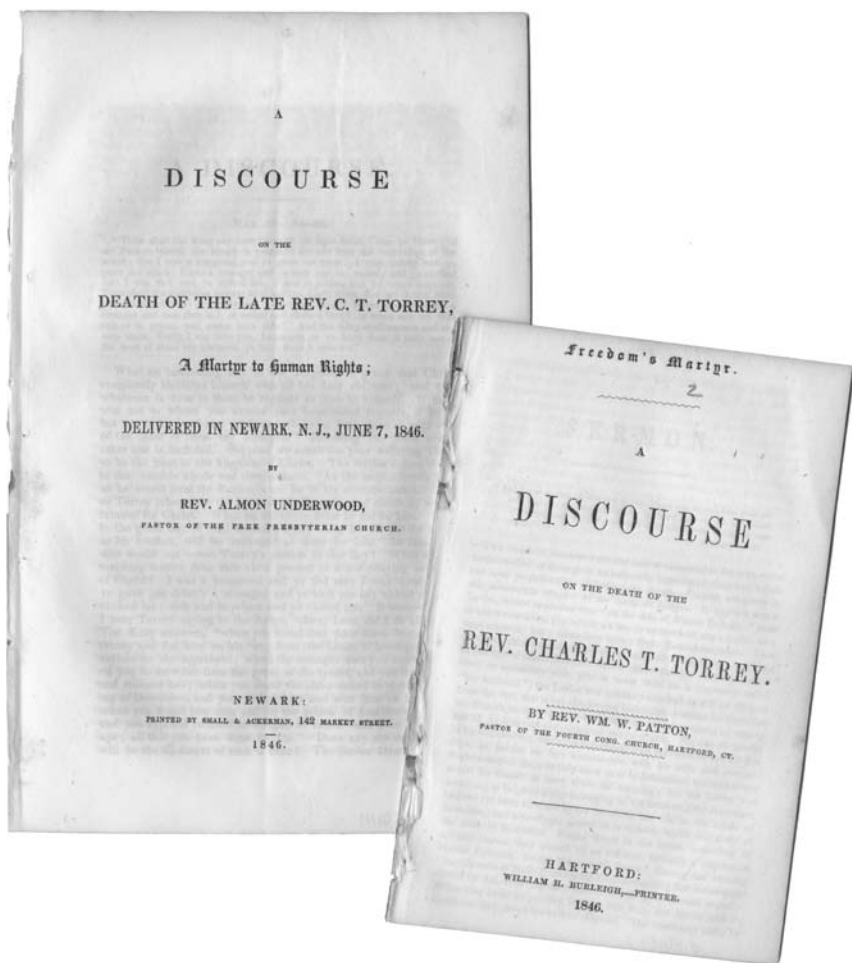 A
DISCOURSE
ON THE
DEATH OF THE LATE REV. C. T. TORREY,
A Martyr to Human Rights;
DELIVERED IN NEWARK, N. J., JUNE 7, 1846.
BY
REV. ALMON UNDERWOOD,
PASTOR OF THE FREE PRESBYTERIAN CHURCH.
NEWARK:
PRINTED BY SMALL & ACKERMAN, 142 MARKET STREET.
1846.
Freedom's Martyr.
2
A
DISCOURSE
ON THE DEATH OF THE
REV. CHARLES T. TORREY.
BY REV. WM. W. PATTON,
PASTOR OF THE FOURTH CONG. CHURCH, HARTFORD, CT.
HARTFORD:
WILLIAM H. BURLEIGH,—PRINTER.
1846.